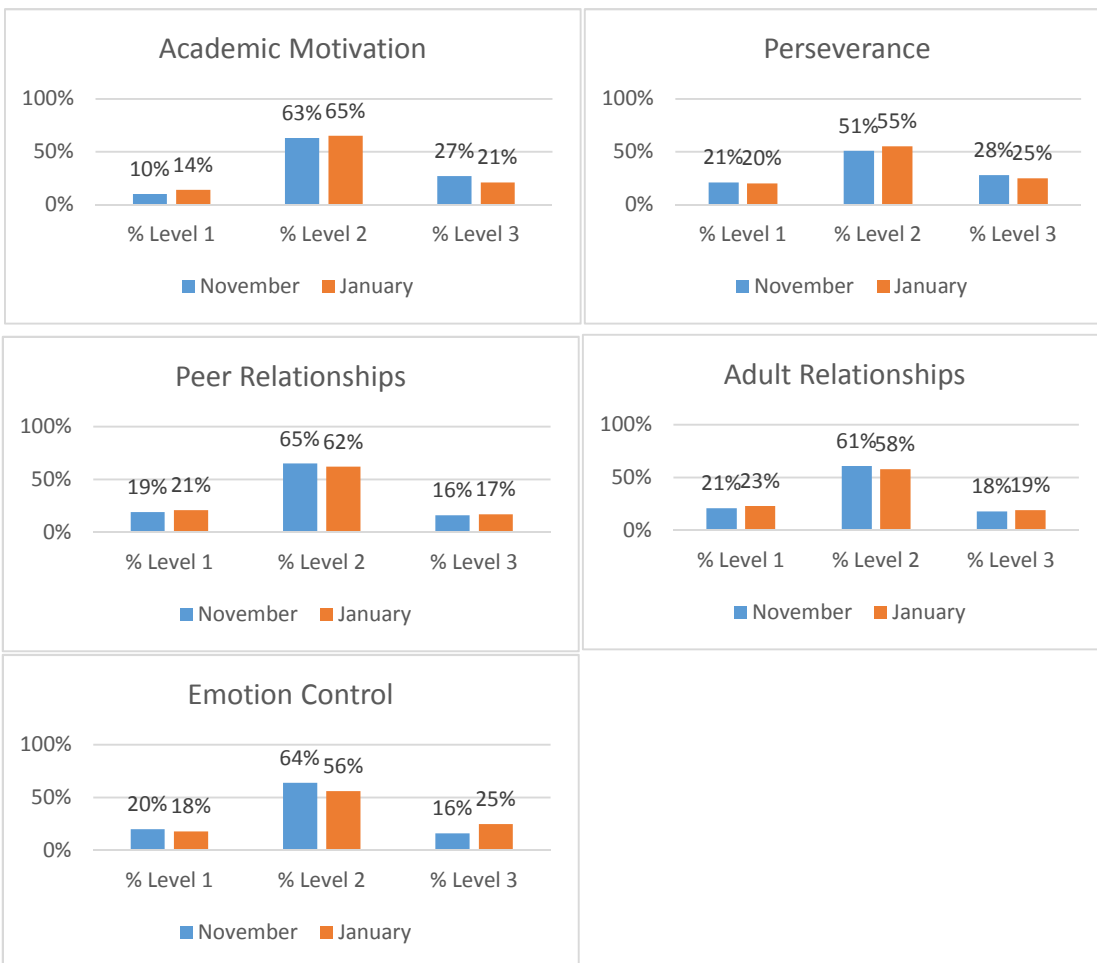 Academic Motivation
100%
50%
0%
10%
14%
63%
65%
27%
21%
% Level 1
% Level 2
% Level 3
November
January
Perseverance
100%
50%
0%
21%
20%
51%
55%
28%
25%
% Level 1
% Level 2
% Level 3
November
January
Peer Relationships
100%
50%
0%
19%
21%
65%
62%
16%
17%
% Level 1
% Level 2
% Level 3
November
January
Adult Relationships
100%
50%
0%
21%
23%
61%
58%
18%
19%
% Level 1
% Level 2
% Level 3
November
January
Emotion Control
100%
50%
0%
20%
18%
64%
56%
16%
25%
% Level 1
% Level 2
% Level 3
November
January